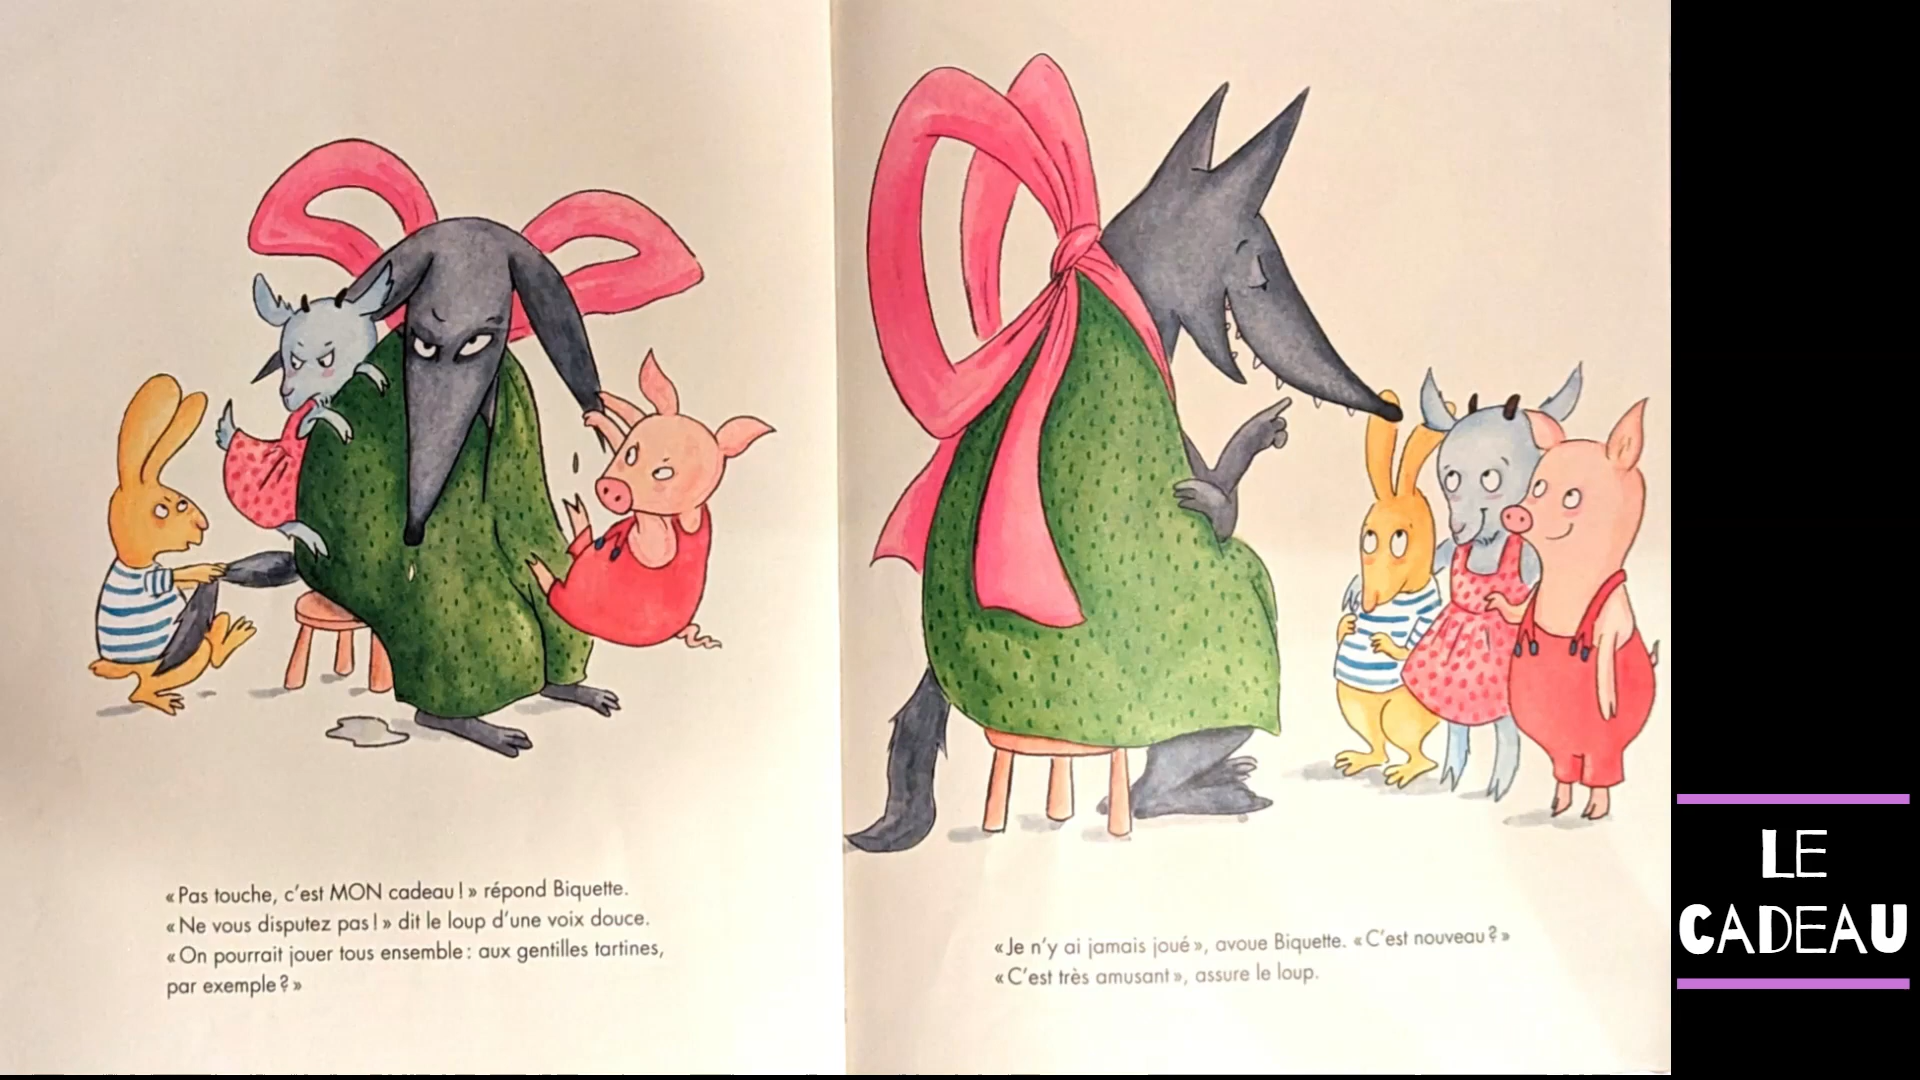 « Pas touche, c'est MON cadeau ! » répond Biquette.
« Ne vous disputez pas ! » dit le loup d'une voix douce.
« On pourrait jouer tous ensemble : aux gentilles tartines,
par exemple ? »
« Je n'y ai jamais joué », avoue Biquette. « C'est nouveau ? »
« C'est très amusant », assure le loup.
LE
CADEAU